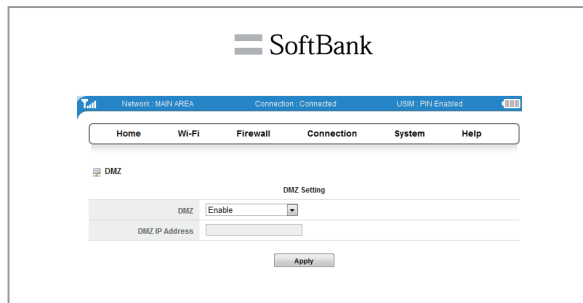 SoftBank
Network : MAIN AREA Connection : Connected USIM : PIN Enabled
Home Wi-Fi Firewall Connection System Help
DMZ
DMZ Setting
DMZ Enable
DMZ IP Address
Apply